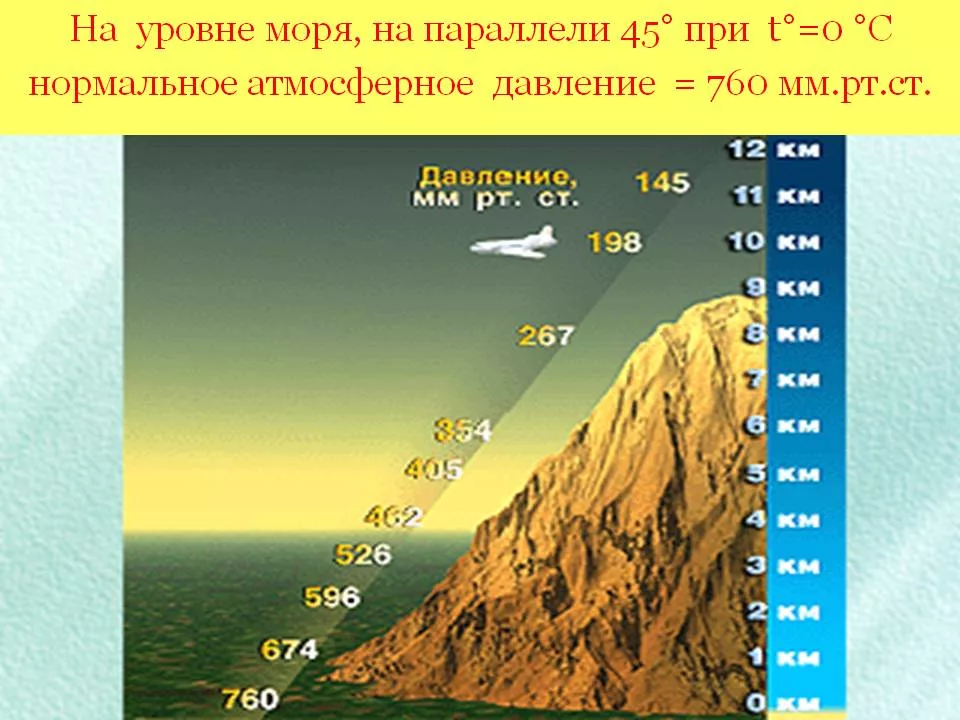 На уровне моря, на параллели 45° при t°=0 °C
нормальное атмосферное давление = 760 мм.рт.ст.
12 км
Давление, 145
мм рт. ст. 11 км
198 10 км
9 км
267 8 км
7 км
354 6 км
405 5 км
462 4 км
526 3 км
596 2 км
674 1 км
760 0 км